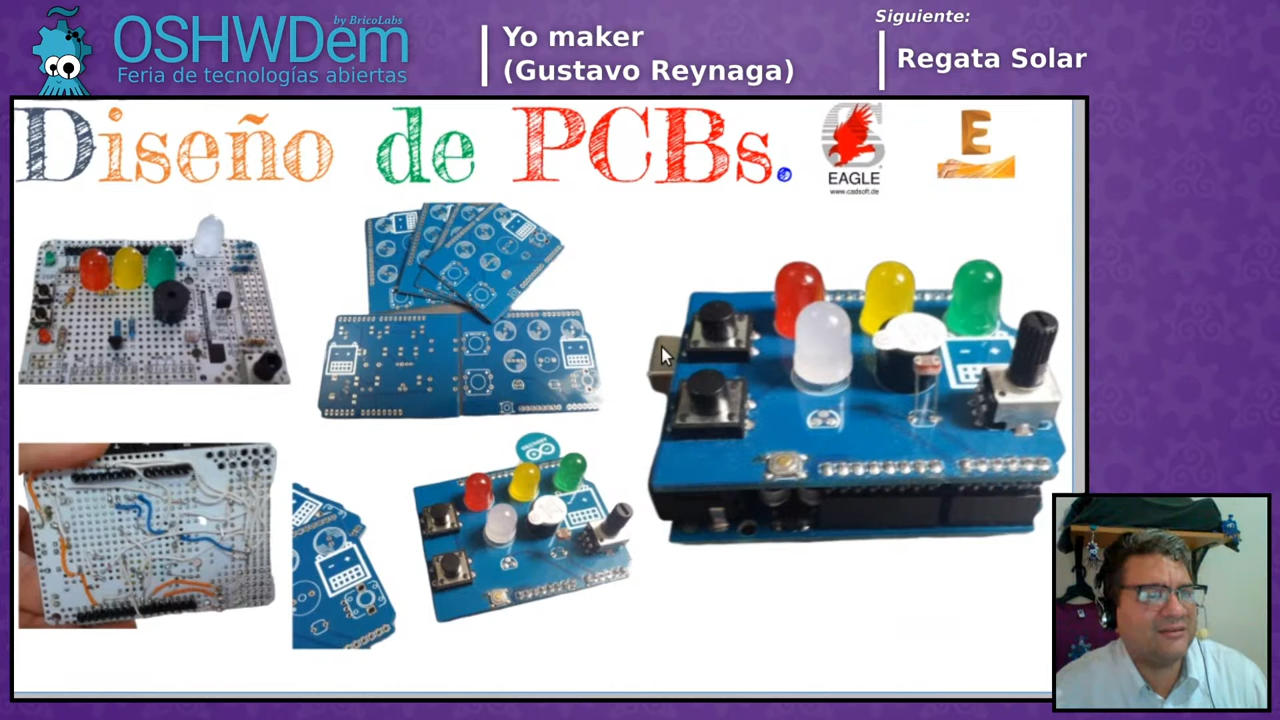 by BricoLabs
OSHWDem
Feria de tecnologías abiertas
Yo maker
(Gustavo Reynaga)
Siguiente:
Regata Solar
Diseño de PCBs.
EAGLE
www.cadsoft.de
E